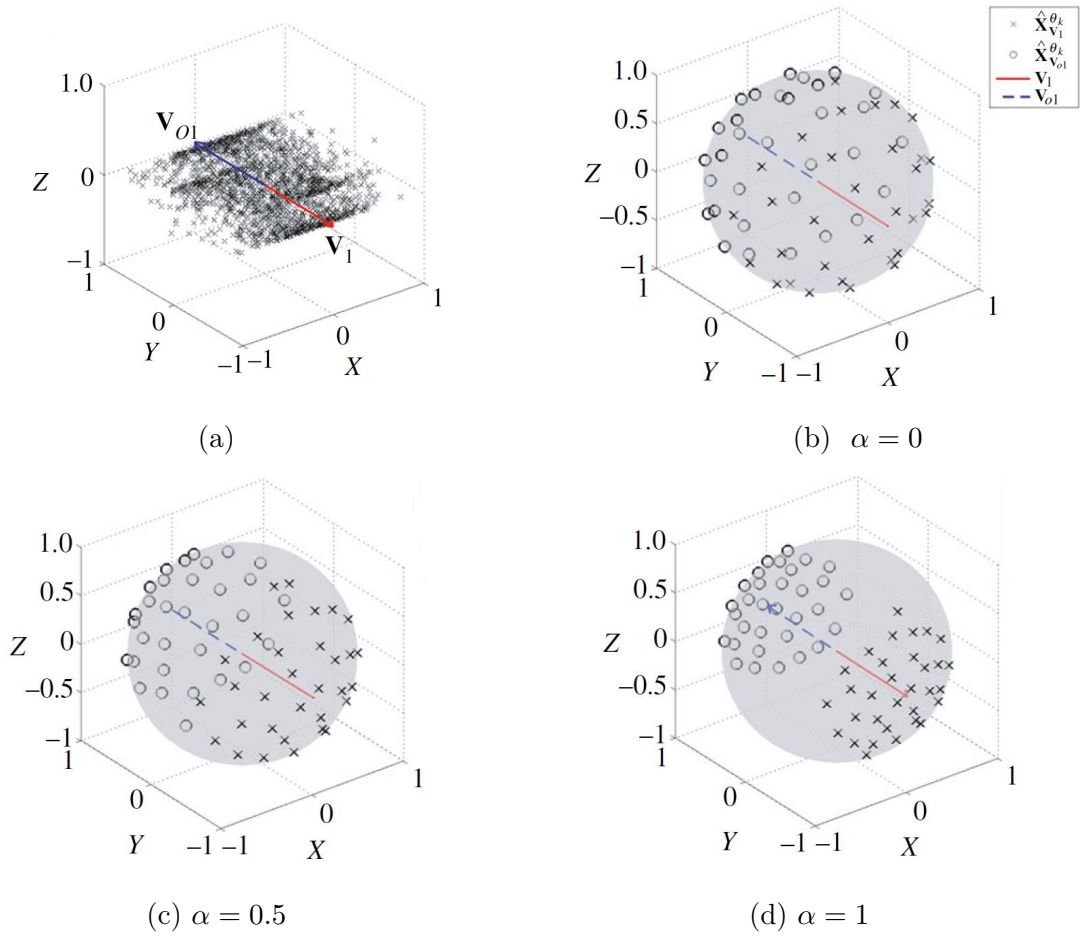 1.0
0
−1
Z
V_{O1}
V_1
1
0
−1
Y
−1
0
1
X
(a)
1.0
0.5
0
−0.5
−1
Z
1
0
−1
Y
−1
0
1
X
X̂^{θ_k}_{V_1}
X̂^{θ_k}_{V_{o1}}
V_1
V_{o1}
(b) α = 0
1.0
0.5
0
−0.5
−1
Z
1
0
−1
Y
−1
0
1
X
(c) α = 0.5
1.0
0.5
0
−0.5
−1
Z
1
0
−1
Y
−1
0
1
X
(d) α = 1